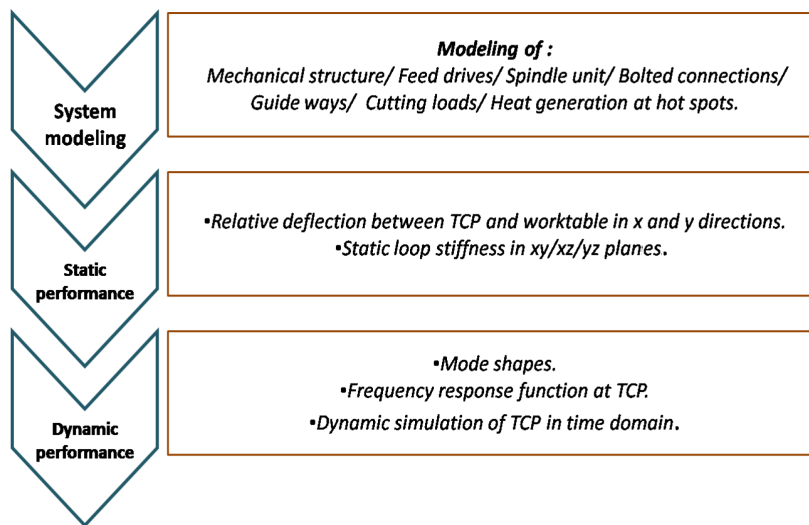 System
modeling
Modeling of :
Mechanical structure/ Feed drives/ Spindle unit/ Bolted connections/
Guide ways/ Cutting loads/ Heat generation at hot spots.
Static
performance
▪Relative deflection between TCP and worktable in x and y directions.
▪Static loop stiffness in xy/xz/yz planes.
Dynamic
performance
▪Mode shapes.
▪Frequency response function at TCP.
▪Dynamic simulation of TCP in time domain.